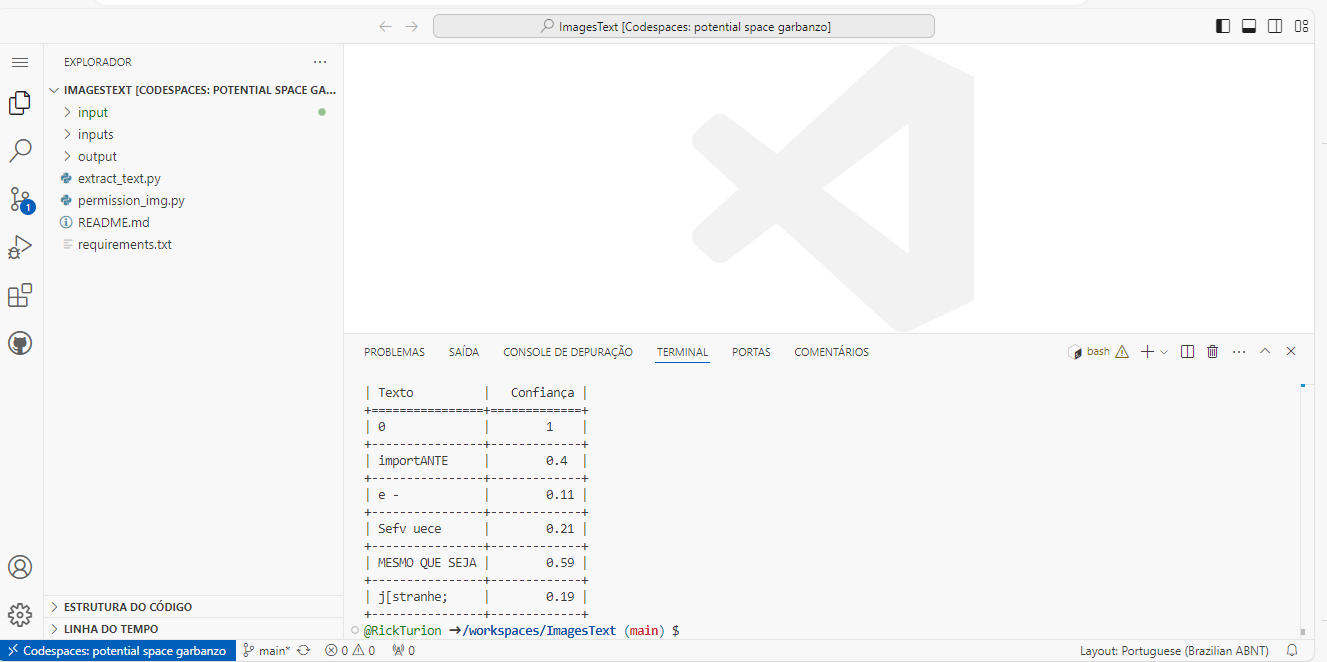 ImagesText [Codespaces: potential space garbanzo]
EXPLORADOR
IMAGESTEXT [CODESPACES: POTENTIAL SPACE GA...
input
inputs
output
extract_text.py
permission_img.py
README.md
requirements.txt
1
ESTRUTURA DO CÓDIGO
LINHA DO TEMPO
PROBLEMAS SAÍDA CONSOLE DE DEPURAÇÃO TERMINAL PORTAS COMENTÁRIOS bash
| Texto | Confiança |
+================+=============+
| 0 | 1 |
+----------------+-------------+
| importANTE | 0.4 |
+----------------+-------------+
| e - | 0.11 |
+----------------+-------------+
| Sefv uece | 0.21 |
+----------------+-------------+
| MESMO QUE SEJA | 0.59 |
+----------------+-------------+
| j[stranhe; | 0.19 |
+----------------+-------------+
@RickTurion ➜/workspaces/ImagesText (main) $
Codespaces: potential space garbanzo main* 0 0 0 Layout: Portuguese (Brazilian ABNT)